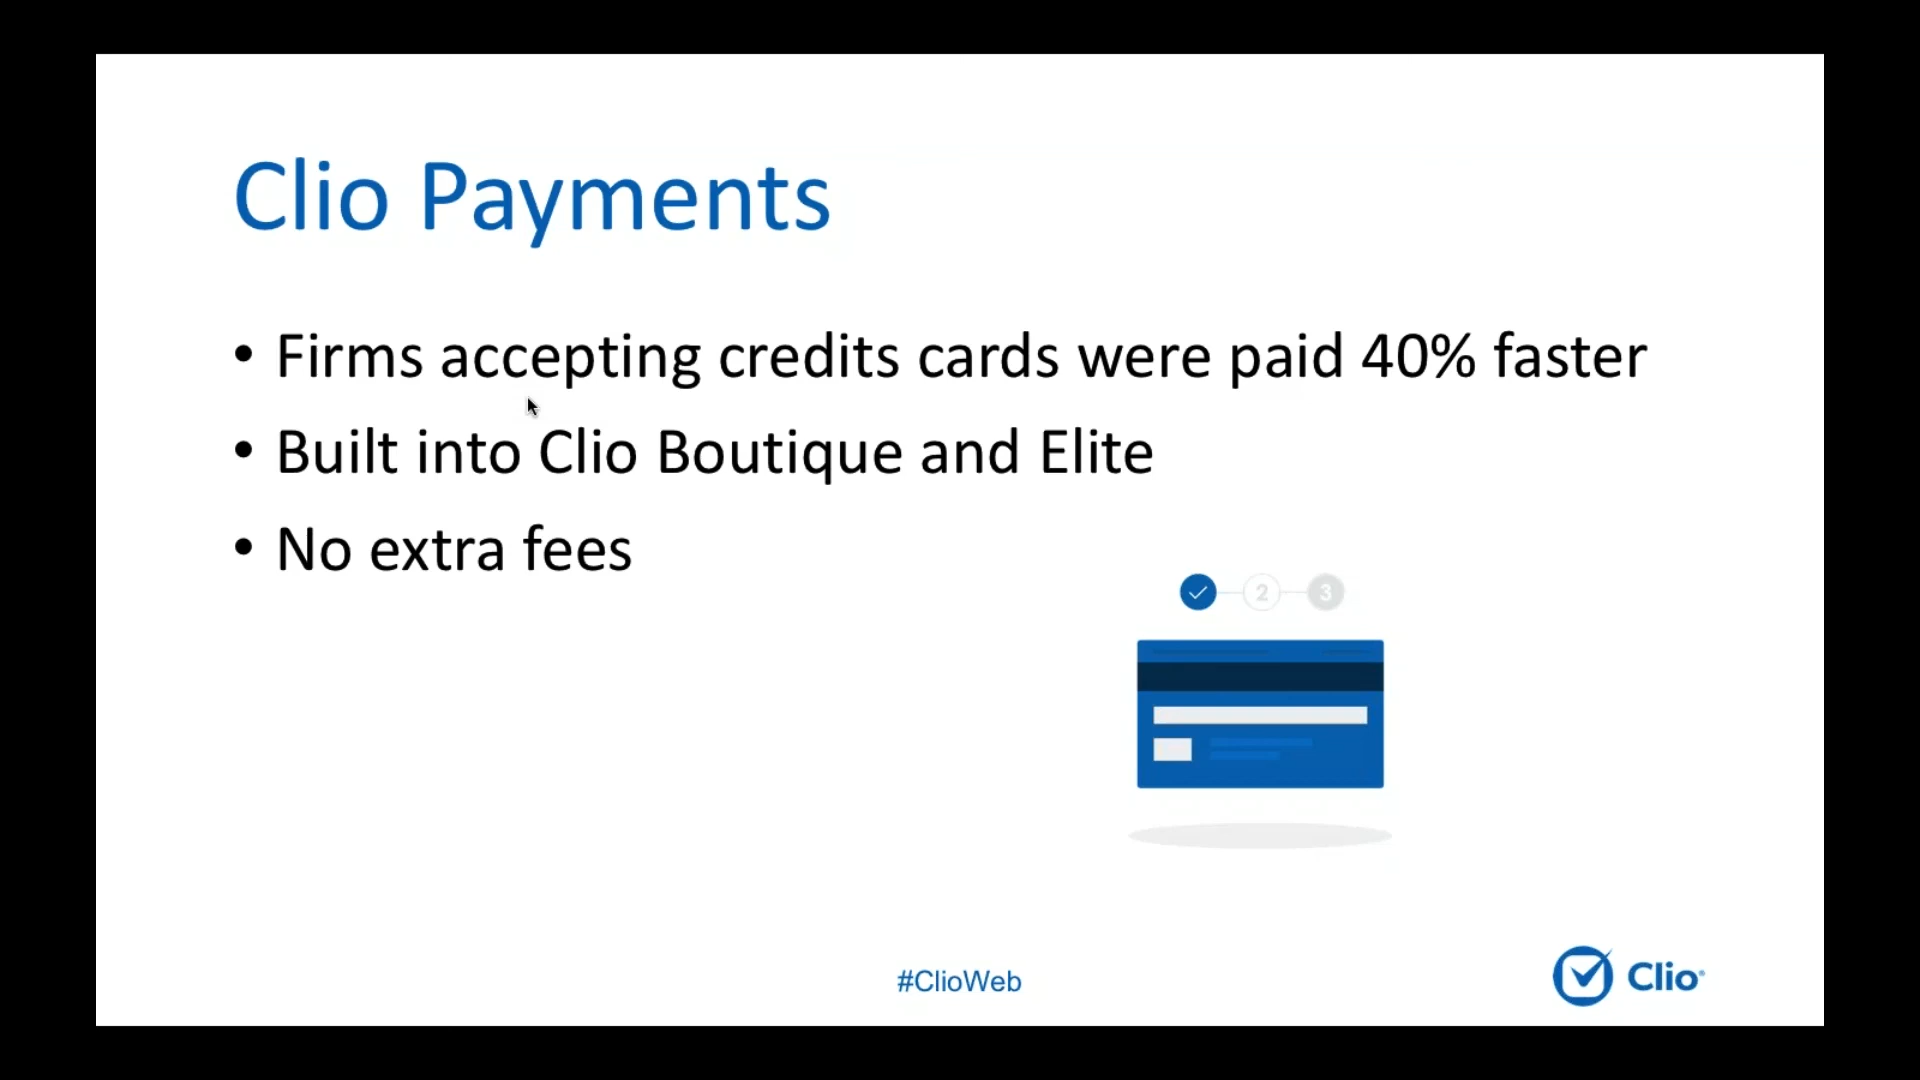 Clio Payments
• Firms accepting credits cards were paid 40% faster
• Built into Clio Boutique and Elite
• No extra fees
2 3
#ClioWeb
Clio®